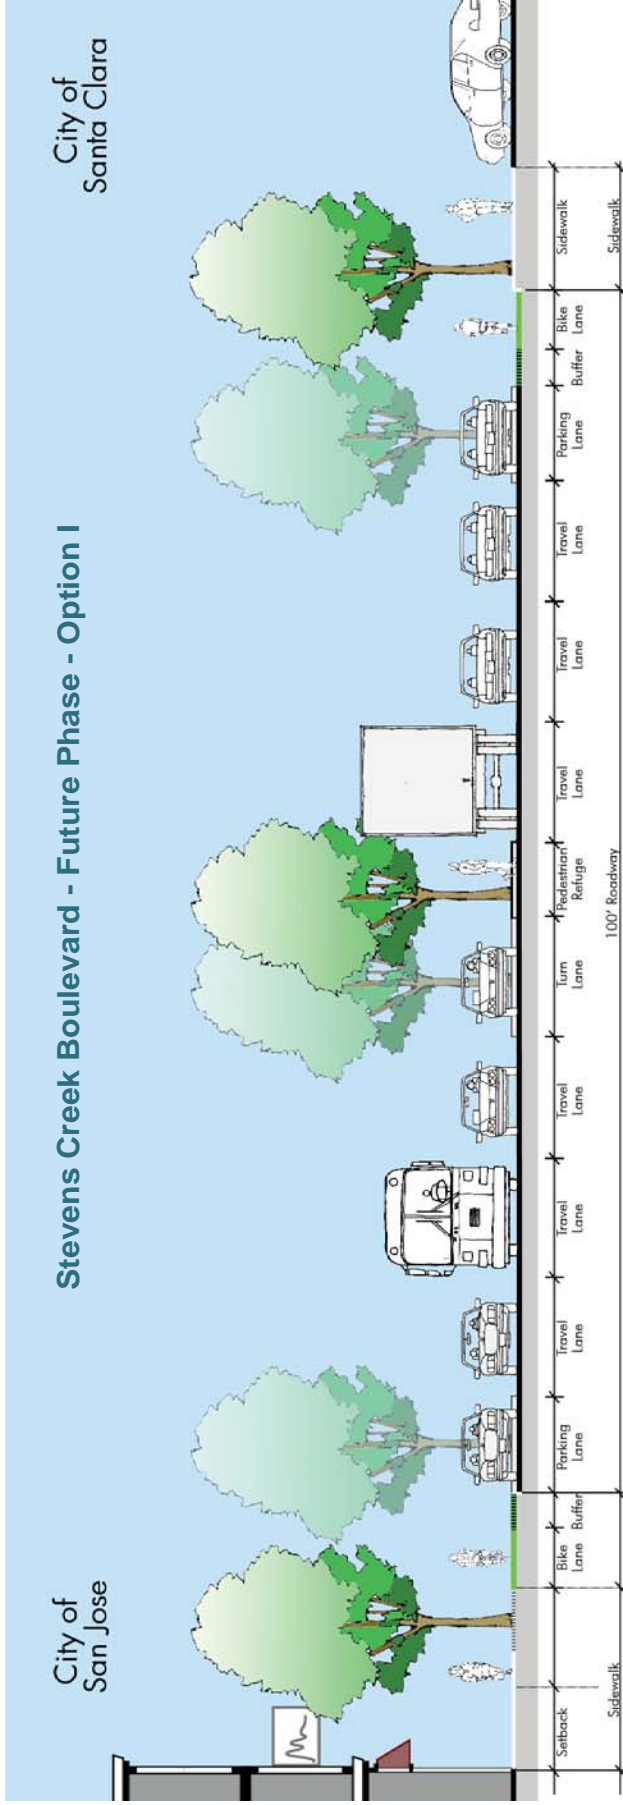 Stevens Creek Boulevard - Future Phase - Option I
City of
San Jose
City of
Santa Clara
Setback
Bike
Lane
Buffer
Parking
Lane
Travel
Lane
Travel
Lane
Travel
Lane
Turn
Lane
Pedestrian
Refuge
Travel
Lane
Travel
Lane
Travel
Lane
Parking
Lane
Buffer
Bike
Lane
Sidewalk
Sidewalk
100' Roadway
Sidewalk